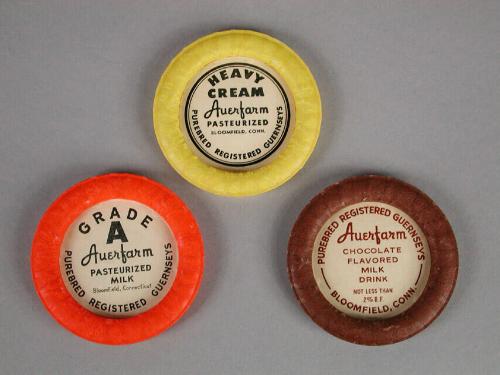 HEAVY
CREAM
Auerfarm
PASTEURIZED
BLOOMFIELD, CONN.
PUREBRED REGISTERED GUERNSEYS
GRADE
A
Auerfarm
PASTEURIZED
MILK
Bloomfield, Connecticut
PUREBRED REGISTERED GUERNSEYS
PUREBRED REGISTERED GUERNSEYS
Auerfarm
CHOCOLATE
FLAVORED
MILK
DRINK
NOT LESS THAN
2% B.F.
BLOOMFIELD, CONN.